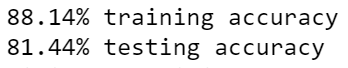 88.14% training accuracy
81.44% testing accuracy